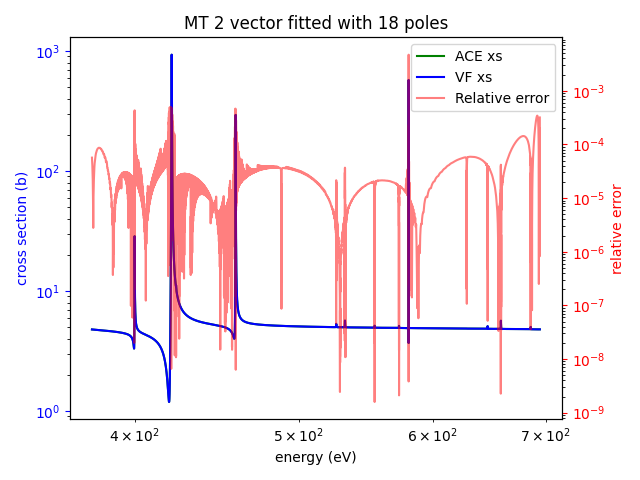 MT 2 vector fitted with 18 poles
ACE xs
VF xs
Relative error
10³
10²
10¹
10⁰
cross section (b)
10⁻³
10⁻⁴
10⁻⁵
10⁻⁶
10⁻⁷
10⁻⁸
10⁻⁹
relative error
4 × 10²
5 × 10²
6 × 10²
7 × 10²
energy (eV)